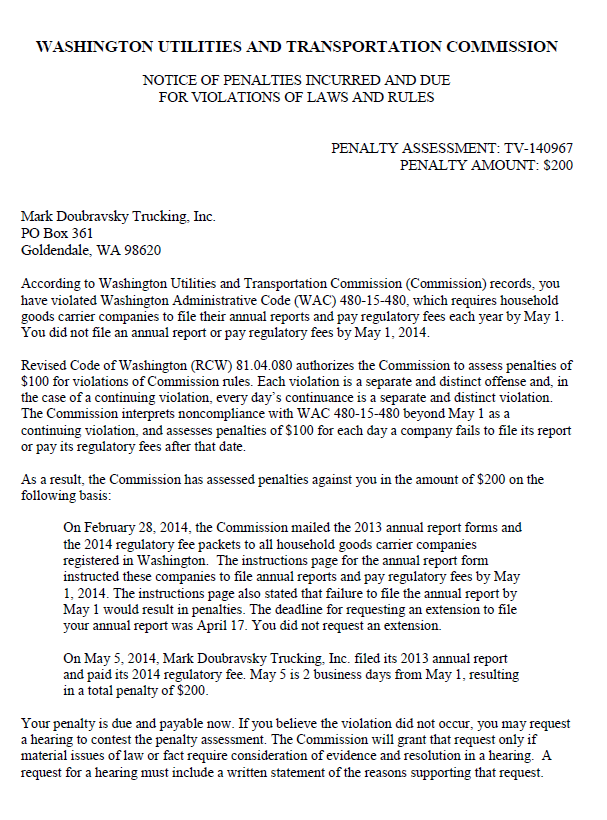 WASHINGTON UTILITIES AND TRANSPORTATION COMMISSION
NOTICE OF PENALTIES INCURRED AND DUE
FOR VIOLATIONS OF LAWS AND RULES
PENALTY ASSESSMENT: TV-140967
PENALTY AMOUNT: $200
Mark Doubravsky Trucking, Inc.
PO Box 361
Goldendale, WA 98620
According to Washington Utilities and Transportation Commission (Commission) records, you
have violated Washington Administrative Code (WAC) 480-15-480, which requires household
goods carrier companies to file their annual reports and pay regulatory fees each year by May 1.
You did not file an annual report or pay regulatory fees by May 1, 2014.
Revised Code of Washington (RCW) 81.04.080 authorizes the Commission to assess penalties of
$100 for violations of Commission rules. Each violation is a separate and distinct offense and, in
the case of a continuing violation, every day's continuance is a separate and distinct violation.
The Commission interprets noncompliance with WAC 480-15-480 beyond May 1 as a
continuing violation, and assesses penalties of $100 for each day a company fails to file its report
or pay its regulatory fees after that date.
As a result, the Commission has assessed penalties against you in the amount of $200 on the
following basis:
On February 28, 2014, the Commission mailed the 2013 annual report forms and
the 2014 regulatory fee packets to all household goods carrier companies
registered in Washington. The instructions page for the annual report form
instructed these companies to file annual reports and pay regulatory fees by May
1, 2014. The instructions page also stated that failure to file the annual report by
May 1 would result in penalties. The deadline for requesting an extension to file
your annual report was April 17. You did not request an extension.
On May 5, 2014, Mark Doubravsky Trucking, Inc. filed its 2013 annual report
and paid its 2014 regulatory fee. May 5 is 2 business days from May 1, resulting
in a total penalty of $200.
Your penalty is due and payable now. If you believe the violation did not occur, you may request
a hearing to contest the penalty assessment. The Commission will grant that request only if
material issues of law or fact require consideration of evidence and resolution in a hearing. A
request for a hearing must include a written statement of the reasons supporting that request.